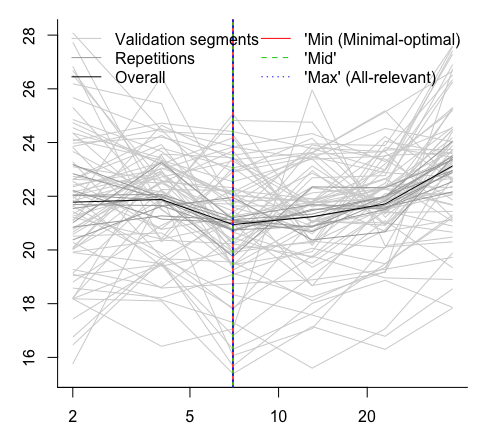 28
26
24
22
20
18
16
Validation segments
Repetitions
Overall
'Min (Minimal-optimal)
'Mid'
'Max' (All-relevant)
2
5
10
20